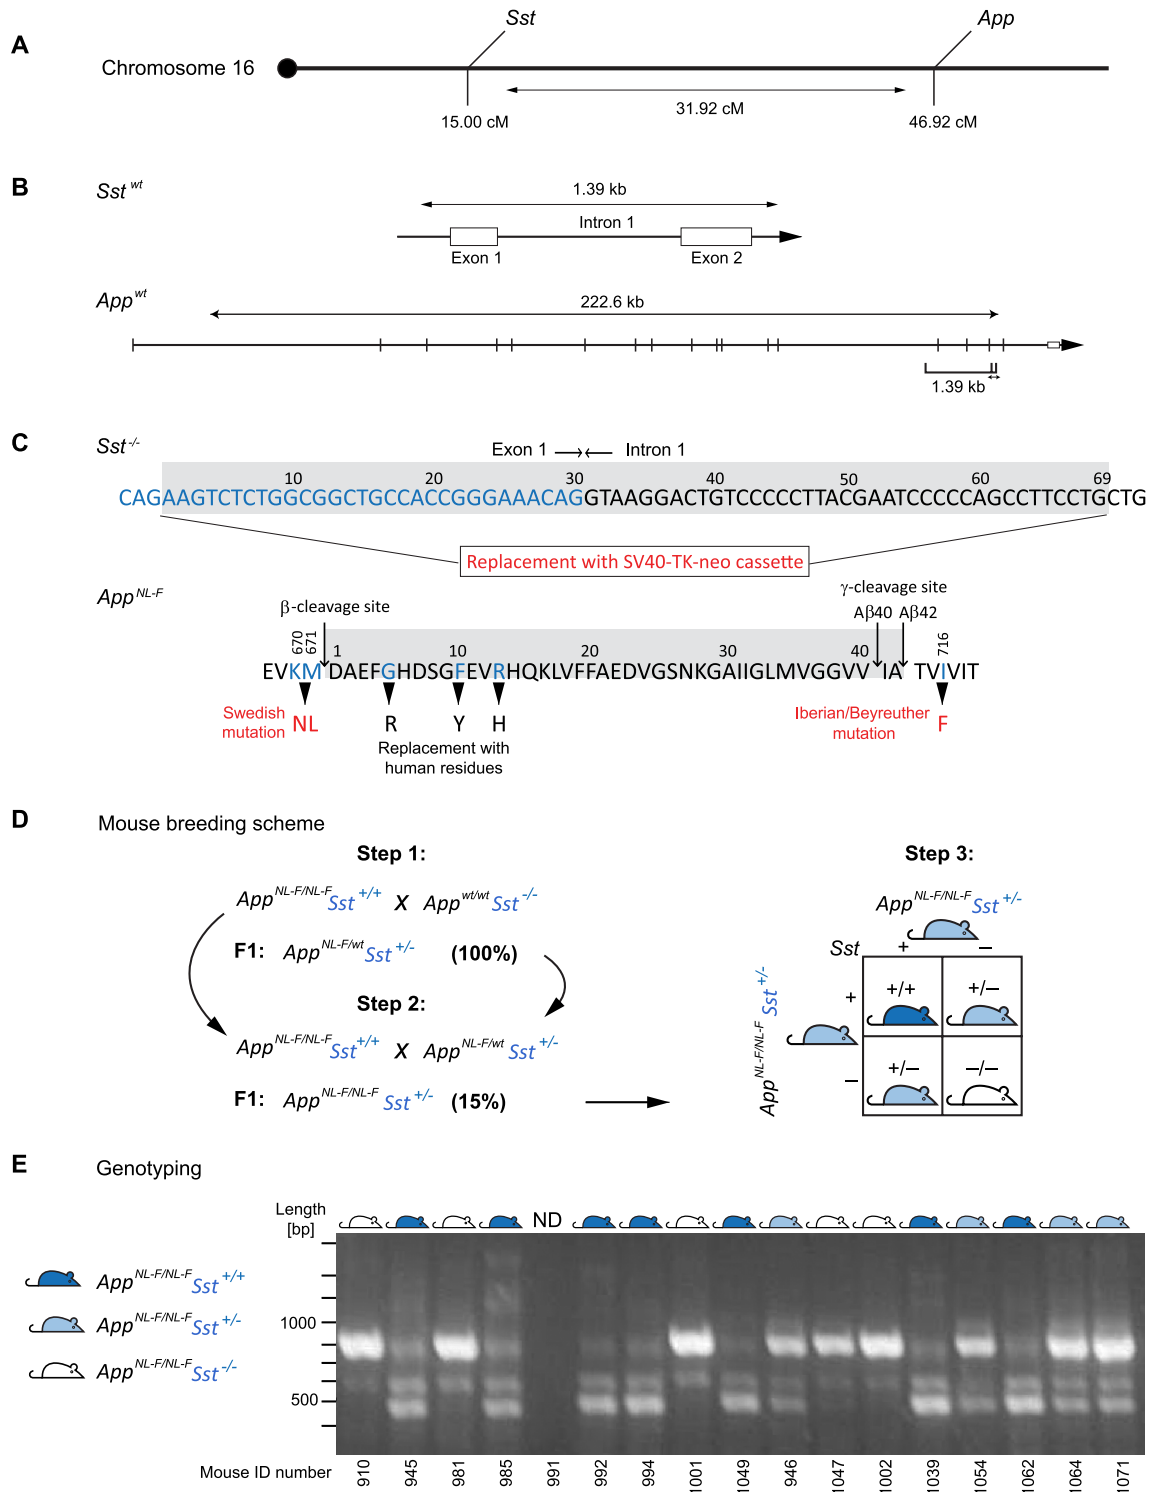 A
Sst
App
Chromosome 16
31.92 cM
15.00 cM
46.92 cM
B
Sst wt
1.39 kb
Intron 1
Exon 1
Exon 2
App wt
222.6 kb
1.39 kb
C
Sst -/-
Exon 1
Intron 1
10 20 30 40 50 60 69
CAGAAGTCTCTGGCGGCTGCCACCGGGAAACAGGTAAGGACTGTCCCCCTTACGAATCCCCCAGCCTTCCTGCTG
Replacement with SV40-TK-neo cassette
App NL-F
β-cleavage site
γ-cleavage site
Aβ40 Aβ42
670
671
716
1 10 20 30 40
EVKM DAEFGHDSGFEVRHQKLVFFAEDVGSNKGAIIGLMVGGVV IA TVIVIT
Swedish
mutation
NL
R Y H
Replacement with
human residues
Iberian/Beyreuther
mutation
F
D
Mouse breeding scheme
Step 1:
App NL-F/NL-F Sst +/+ X App wt/wt Sst -/-
F1: App NL-F/wt Sst +/- (100%)
Step 2:
App NL-F/NL-F Sst +/+ X App NL-F/wt Sst +/-
F1: App NL-F/NL-F Sst +/- (15%)
Step 3:
App NL-F/NL-F Sst +/-
Sst + −
App NL-F/NL-F Sst +/-
+
+/+ +/−
−
+/− −/−
E
Genotyping
Length
[bp]
ND
App NL-F/NL-F Sst +/+
App NL-F/NL-F Sst +/-
App NL-F/NL-F Sst -/-
1000
500
Mouse ID number
910 945 981 985 991 992 994 1001 1049 946 1047 1002 1039 1054 1062 1064 1071